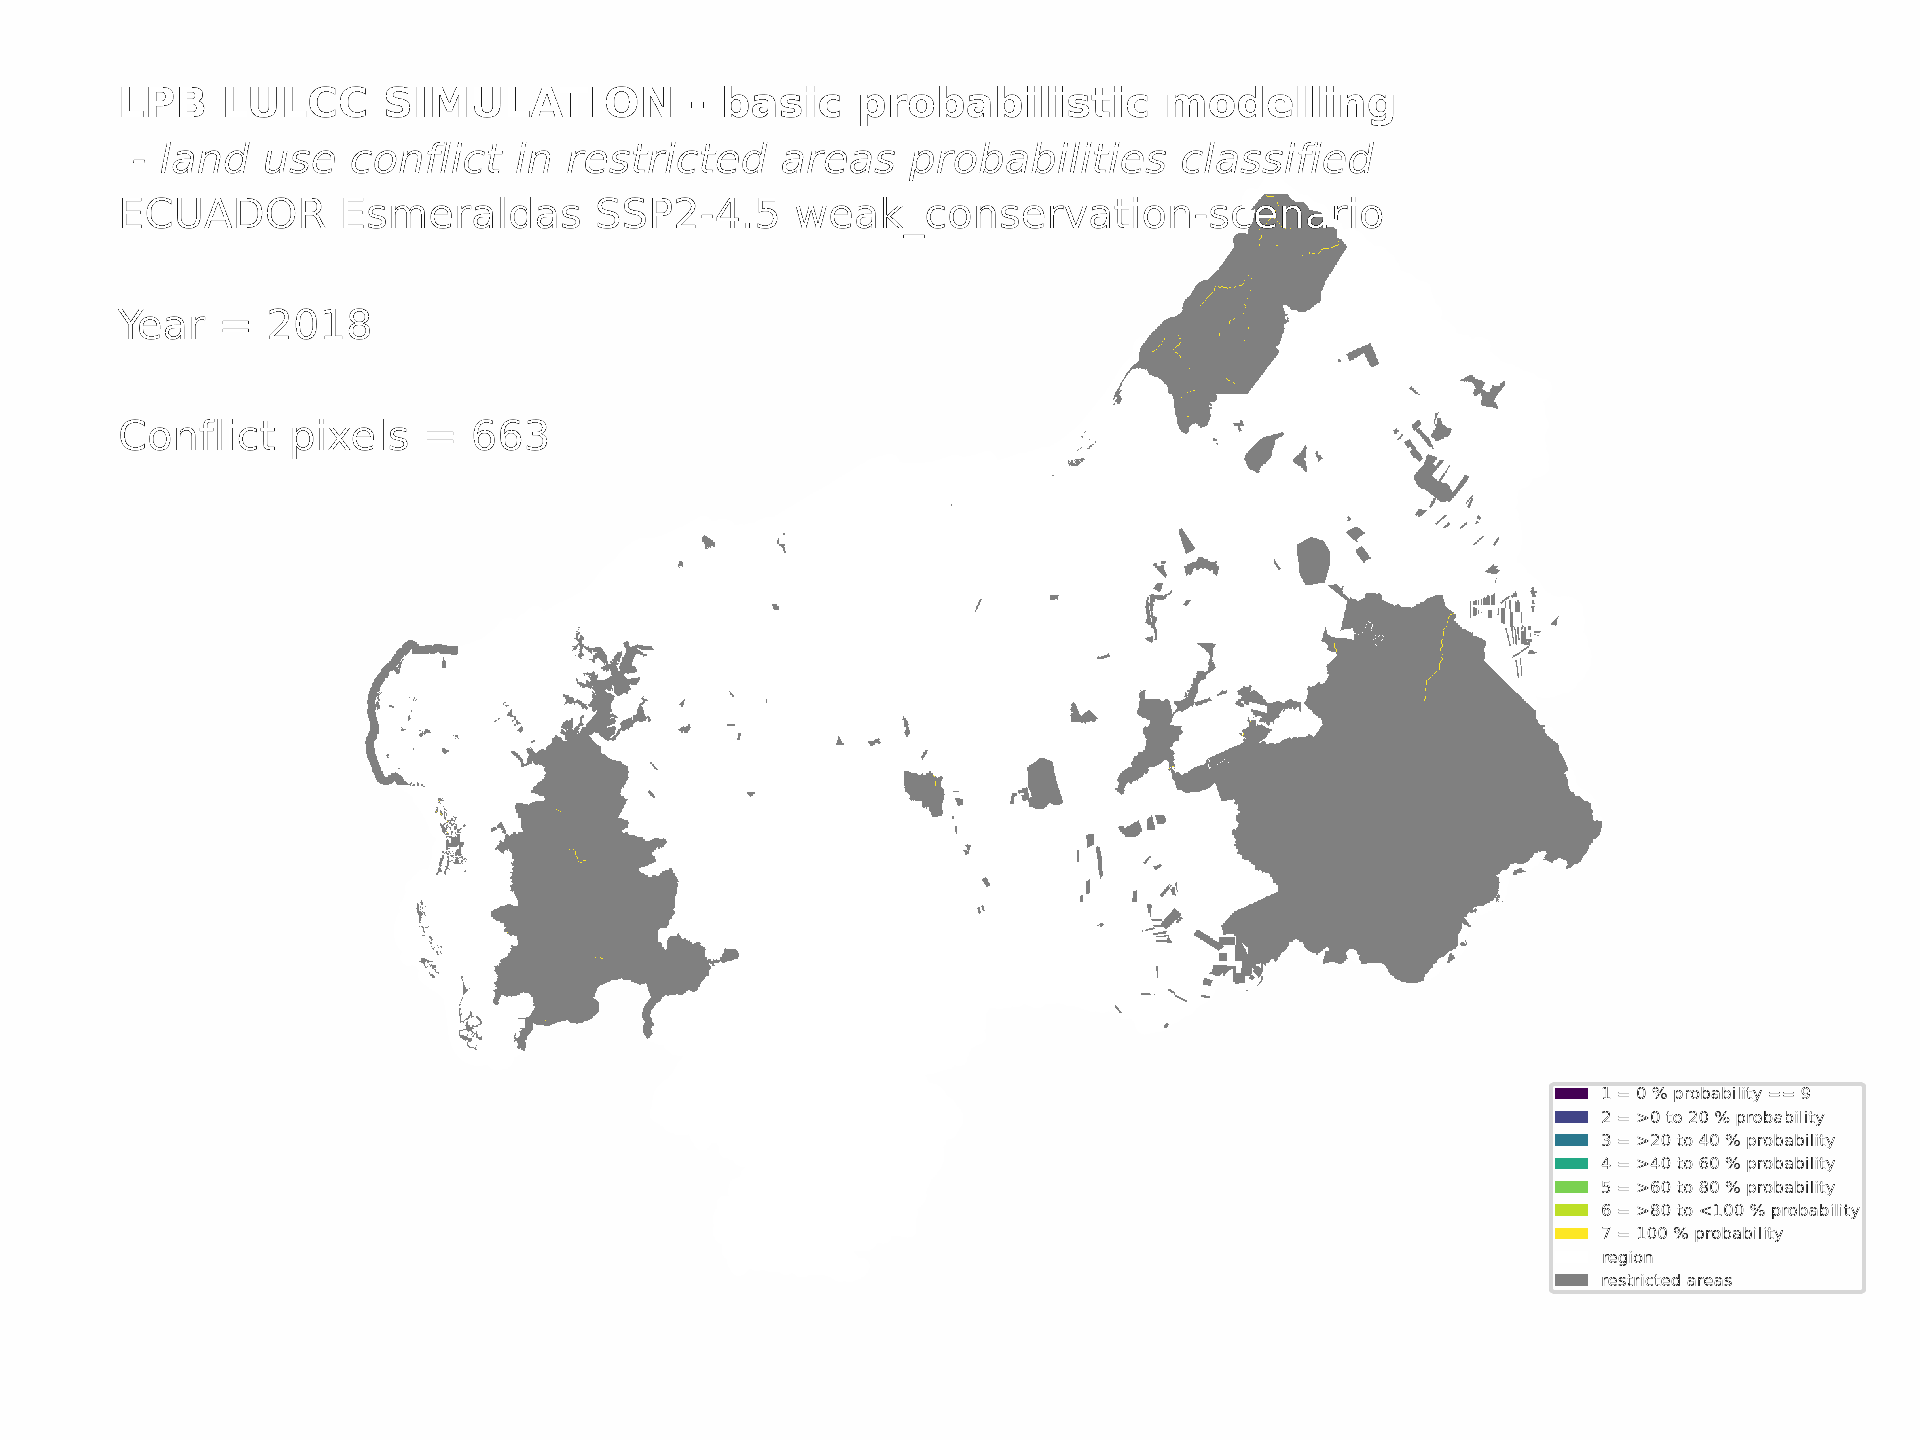 LPB LULCC SIMULATION - basic probabilistic modelling
- land use conflict in restricted areas probabilities classified
ECUADOR Esmeraldas SSP2-4.5 weak_conservation-scenario
Year = 2018
Conflict pixels = 663
1 = 0 % probability == 9
2 = >0 to 20 % probability
3 = >20 to 40 % probability
4 = >40 to 60 % probability
5 = >60 to 80 % probability
6 = >80 to <100 % probability
7 = 100 % probability
region
restricted areas